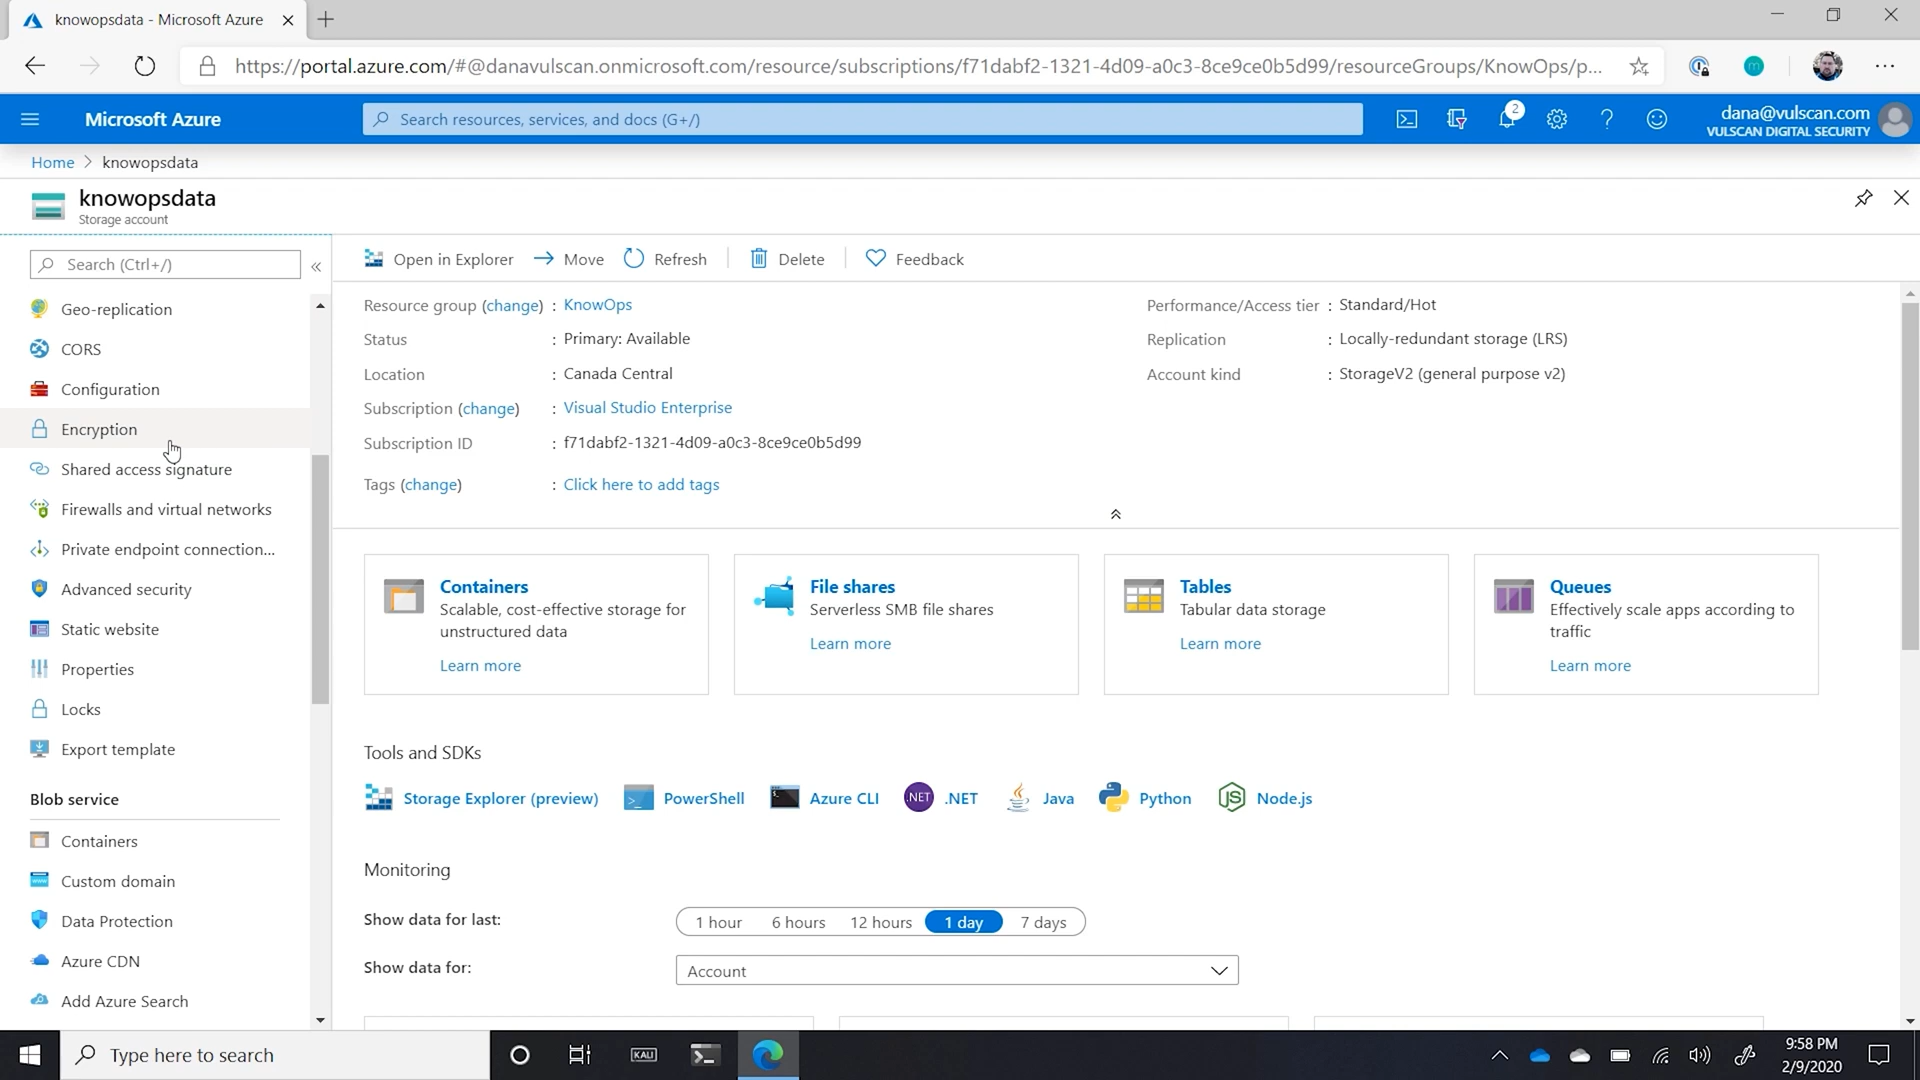 knowopsdata - Microsoft Azure
https://portal.azure.com/#@danavulscan.onmicrosoft.com/resource/subscriptions/f71dabf2-1321-4d09-a0c3-8ce9ce0b5d99/resourceGroups/KnowOps/p...
m
Microsoft Azure
Search resources, services, and docs (G+/)
2
dana@vulscan.com
VULSCAN DIGITAL SECURITY
Home > knowopsdata
knowopsdata
Storage account
Search (Ctrl+/)
«
Geo-replication
CORS
Configuration
Encryption
Shared access signature
Firewalls and virtual networks
Private endpoint connection...
Advanced security
Static website
Properties
Locks
Export template
Blob service
Containers
Custom domain
Data Protection
Azure CDN
Add Azure Search
Open in Explorer
Move
Refresh
Delete
Feedback
Resource group (change) : KnowOps
Status : Primary: Available
Location : Canada Central
Subscription (change) : Visual Studio Enterprise
Subscription ID : f71dabf2-1321-4d09-a0c3-8ce9ce0b5d99
Tags (change) : Click here to add tags
Performance/Access tier : Standard/Hot
Replication : Locally-redundant storage (LRS)
Account kind : StorageV2 (general purpose v2)
Containers
Scalable, cost-effective storage for
unstructured data
Learn more
File shares
Serverless SMB file shares
Learn more
Tables
Tabular data storage
Learn more
Queues
Effectively scale apps according to
traffic
Learn more
Tools and SDKs
Storage Explorer (preview)
PowerShell
Azure CLI
.NET
.NET
Java
Python
JS
Node.js
Monitoring
Show data for last:
1 hour
6 hours
12 hours
1 day
7 days
Show data for:
Account
Type here to search
KALI
9:58 PM
2/9/2020